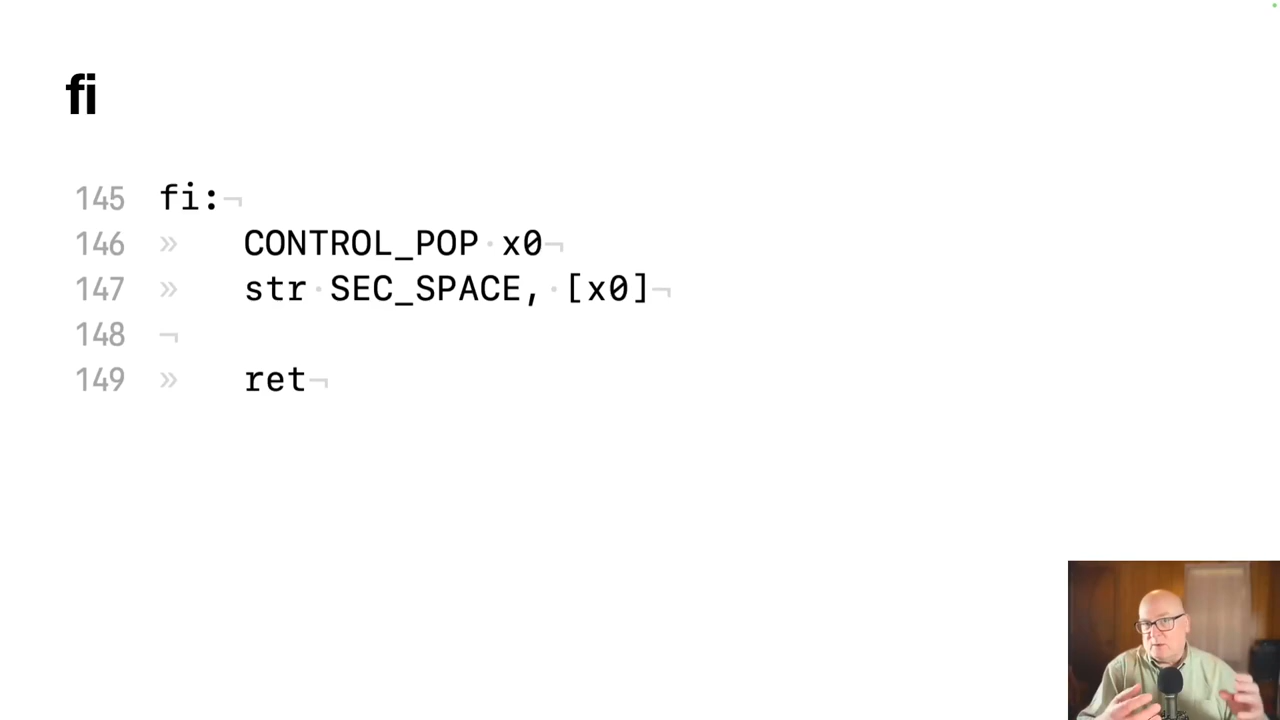 fi
145 fi:¬
146 » CONTROL_POP·x0¬
147 » str·SEC_SPACE,·[x0]¬
148 ¬
149 » ret¬